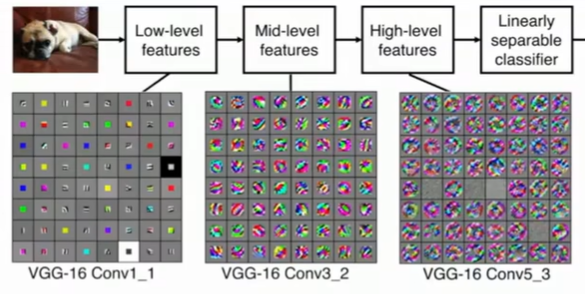 Low-level
features
Mid-level
features
High-level
features
Linearly
separable
classifier
VGG-16 Conv1_1
VGG-16 Conv3_2
VGG-16 Conv5_3